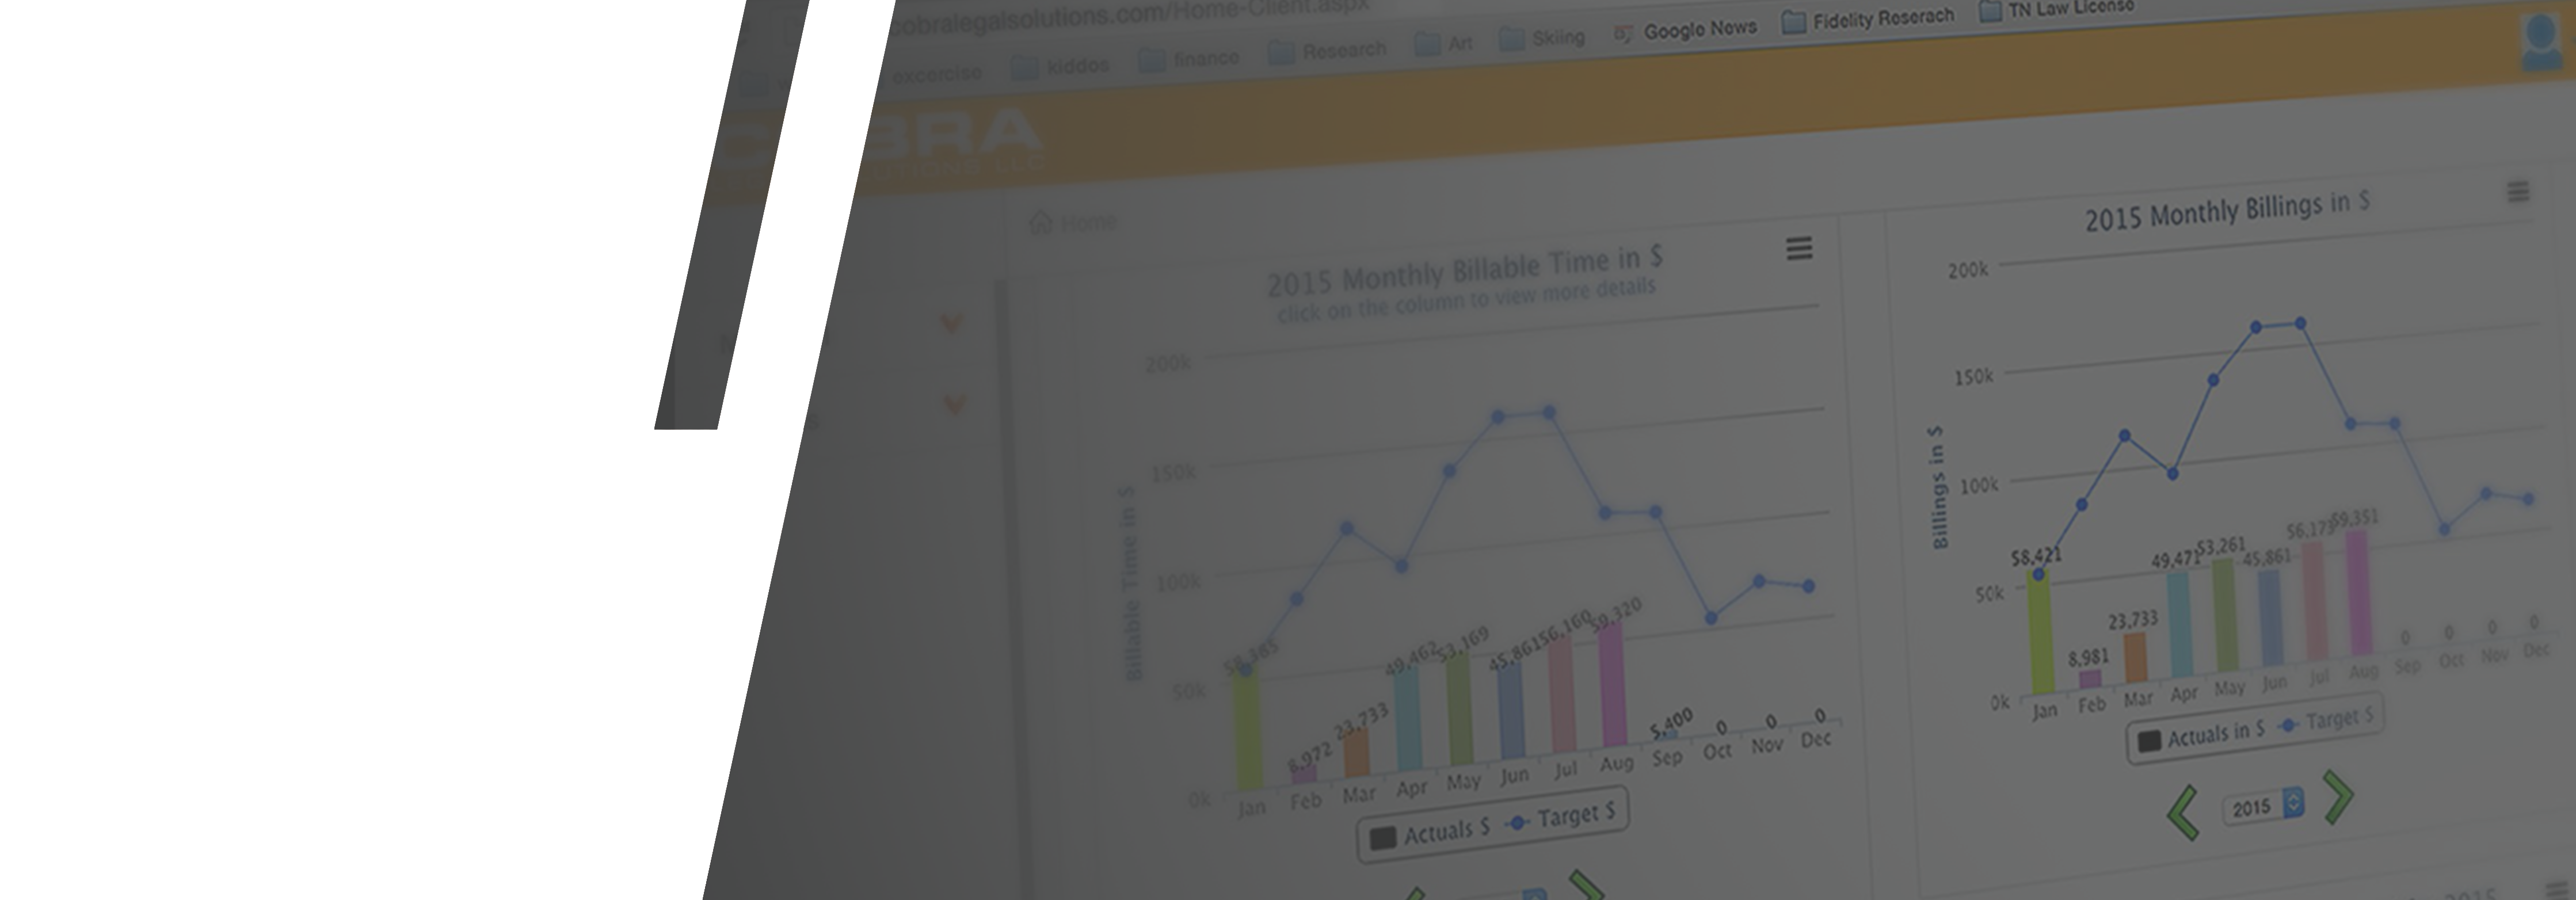 cobralegalsolutions.com/Home-Client.aspx
excercise kiddos finance Research Art Skiing Google News Fidelity Reserach TN Law License
C BRA
UTIONS LLC
Home
2015 Monthly Billable Time in $
click on the column to view more details
200k
150k
100k
50k
0k
Billable Time in $
58,385
8,972
23,733
49,462
53,169
45,861
56,160
59,320
5,400
0
0
0
Jan Feb Mar Apr May Jun Jul Aug Sep Oct Nov Dec
Actuals $ Target $
2015 Monthly Billings in $
200k
150k
100k
50k
0k
Billings in $
58,421
8,981
23,733
49,471
53,261
45,861
56,173
59,351
0
0
0
0
Jan Feb Mar Apr May Jun Jul Aug Sep Oct Nov Dec
Actuals in $ Target $
2015
2015